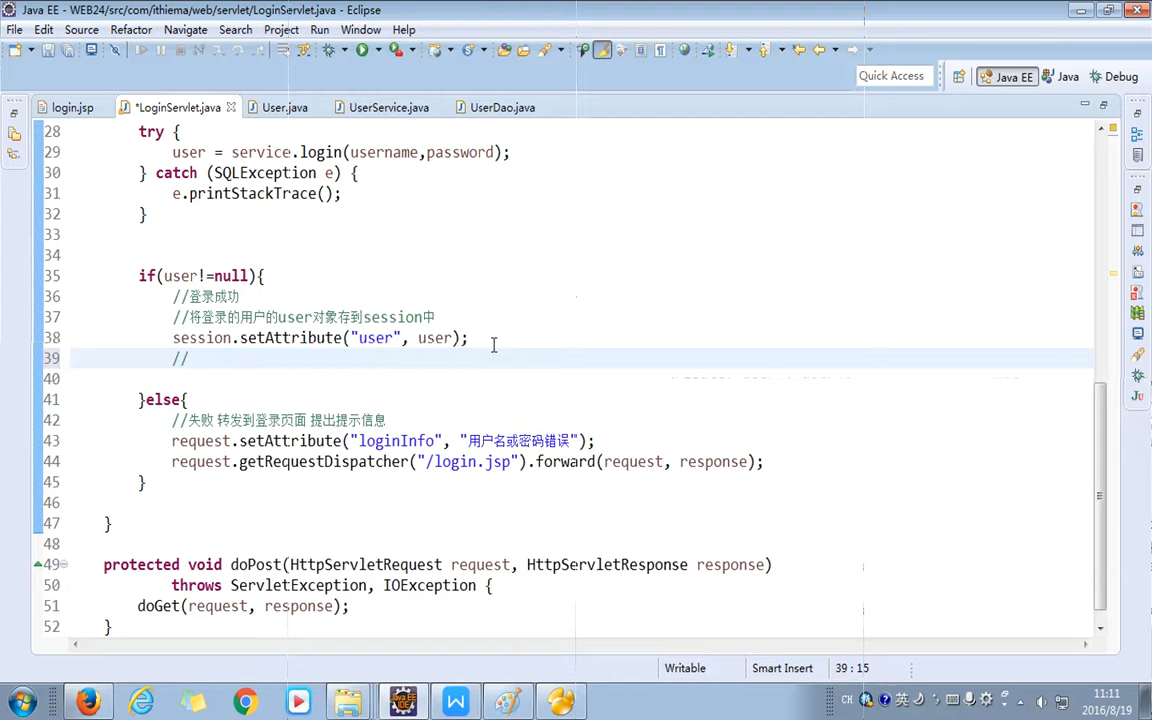 Java EE - WEB24/src/com/ithiema/web/servlet/LoginServlet.java - Eclipse
File Edit Source Refactor Navigate Search Project Run Window Help
Quick Access Java EE Java Debug
login.jsp *LoginServlet.java User.java UserService.java UserDao.java
28 try {
29 user = service.login(username,password);
30 } catch (SQLException e) {
31 e.printStackTrace();
32 }
33
34
35 if(user!=null){
36 //登录成功
37 //将登录的用户的user对象存到session中
38 session.setAttribute("user", user);
39 //
40
41 }else{
42 //失败 转发到登录页面 提出提示信息
43 request.setAttribute("loginInfo", "用户名或密码错误");
44 request.getRequestDispatcher("/login.jsp").forward(request, response);
45 }
46
47 }
48
49 protected void doPost(HttpServletRequest request, HttpServletResponse response)
50 throws ServletException, IOException {
51 doGet(request, response);
52 }
Writable Smart Insert 39 : 15
CH 英 11:11
2016/8/19